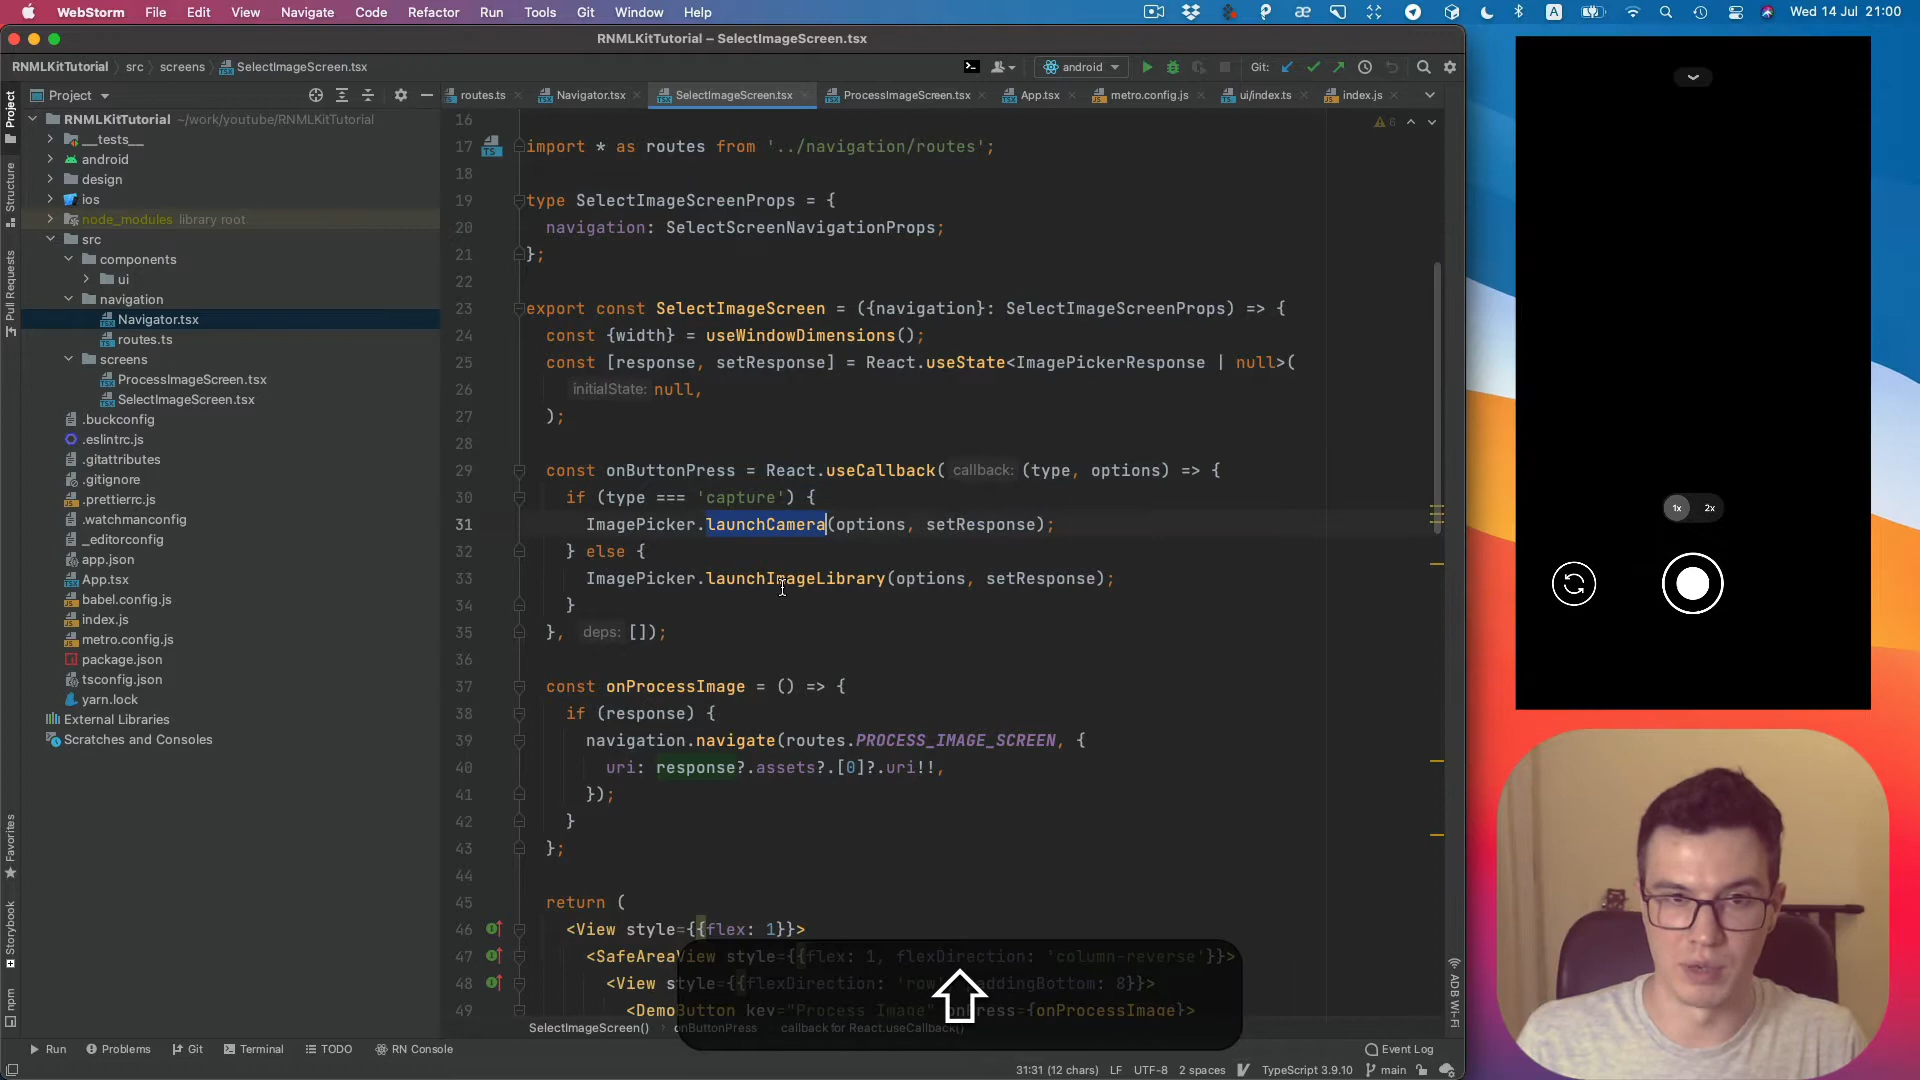 WebStorm File Edit View Navigate Code Refactor Run Tools Git Window Help A Wed 14 Jul 21:00
RNMLKitTutorial – SelectImageScreen.tsx
RNMLKitTutorial src screens SelectImageScreen.tsx android Git:
Project
routes.ts Navigator.tsx SelectImageScreen.tsx ProcessImageScreen.tsx App.tsx metro.config.js ui/index.ts index.js
Project
Structure
Pull Requests
Favorites
Storybook
npm
RNMLKitTutorial ~/work/youtube/RNMLKitTutorial
__tests__
android
design
ios
node_modules library root
src
components
ui
navigation
Navigator.tsx
routes.ts
screens
ProcessImageScreen.tsx
SelectImageScreen.tsx
.buckconfig
.eslintrc.js
.gitattributes
.gitignore
.prettierrc.js
.watchmanconfig
_editorconfig
app.json
App.tsx
babel.config.js
index.js
metro.config.js
package.json
tsconfig.json
yarn.lock
External Libraries
Scratches and Consoles
6
16
17 import * as routes from '../navigation/routes';
18
19 type SelectImageScreenProps = {
20 navigation: SelectScreenNavigationProps;
21 };
22
23 export const SelectImageScreen = ({navigation}: SelectImageScreenProps) => {
24 const {width} = useWindowDimensions();
25 const [response, setResponse] = React.useState<ImagePickerResponse | null>(
26 initialState: null,
27 );
28
29 const onButtonPress = React.useCallback( callback: (type, options) => {
30 if (type === 'capture') {
31 ImagePicker.launchCamera(options, setResponse);
32 } else {
33 ImagePicker.launchImageLibrary(options, setResponse);
34 }
35 }, deps: []);
36
37 const onProcessImage = () => {
38 if (response) {
39 navigation.navigate(routes.PROCESS_IMAGE_SCREEN, {
40 uri: response?.assets?.[0]?.uri!!,
41 });
42 }
43 };
44
45 return (
46 <View style={{flex: 1}}>
47 <SafeAreaView style={{flex: 1, flexDirection: 'column-reverse'}}>
48 <View style={{flexDirection: 'row', paddingBottom: 8}}>
49 <DemoButton key="Process Image" onPress={onProcessImage}>
SelectImageScreen() onButtonPress callback for React.useCallback()
ADB Wi-Fi
1x 2x
Run Problems Git Terminal TODO RN Console Event Log
31:31 (12 chars) LF UTF-8 2 spaces TypeScript 3.9.10 main